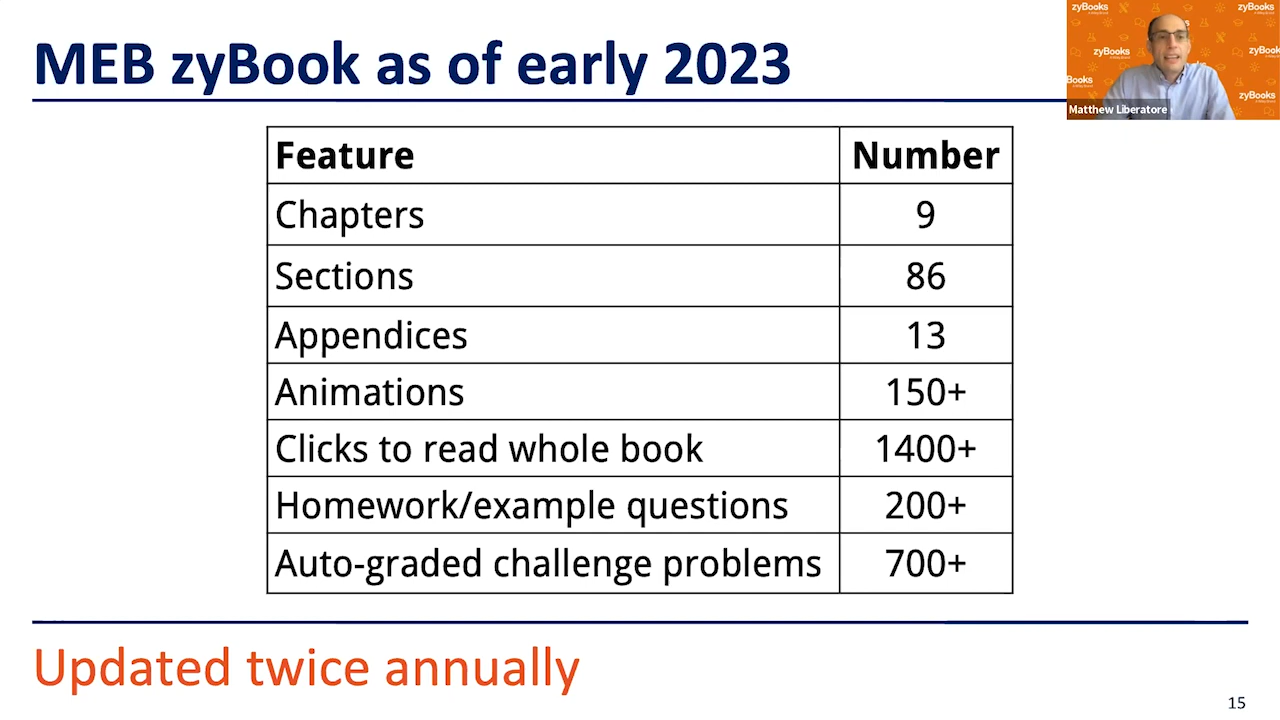 MEB zyBook as of early 2023
zyBooks
zyBooks
zyBooks
zyBooks
Books
zyBooks
Matthew Liberatore
Feature Number
Chapters 9
Sections 86
Appendices 13
Animations 150+
Clicks to read whole book 1400+
Homework/example questions 200+
Auto-graded challenge problems 700+
Updated twice annually
15